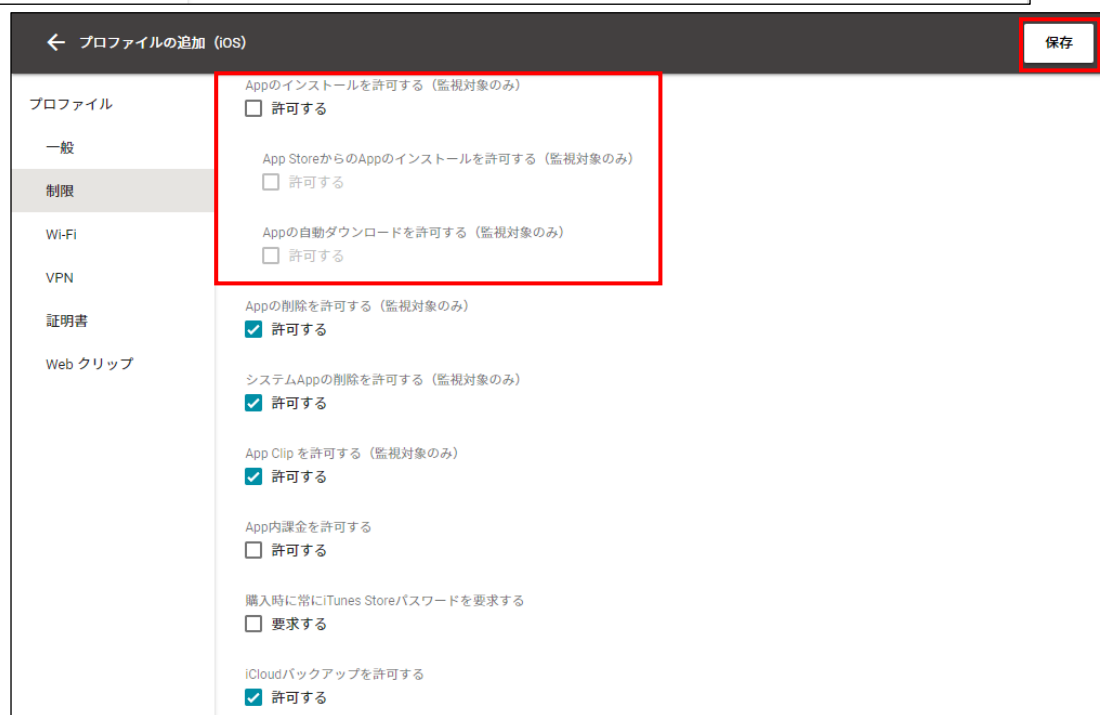 プロファイルの追加（iOS）
保存
プロファイル
一般
制限
Wi-Fi
VPN
証明書
Web クリップ
Appのインストールを許可する（監視対象のみ）
許可する
App StoreからのAppのインストールを許可する（監視対象のみ）
許可する
Appの自動ダウンロードを許可する（監視対象のみ）
許可する
Appの削除を許可する（監視対象のみ）
許可する
システムAppの削除を許可する（監視対象のみ）
許可する
App Clip を許可する（監視対象のみ）
許可する
App内課金を許可する
許可する
購入時に常にiTunes Storeパスワードを要求する
要求する
iCloudバックアップを許可する
許可する